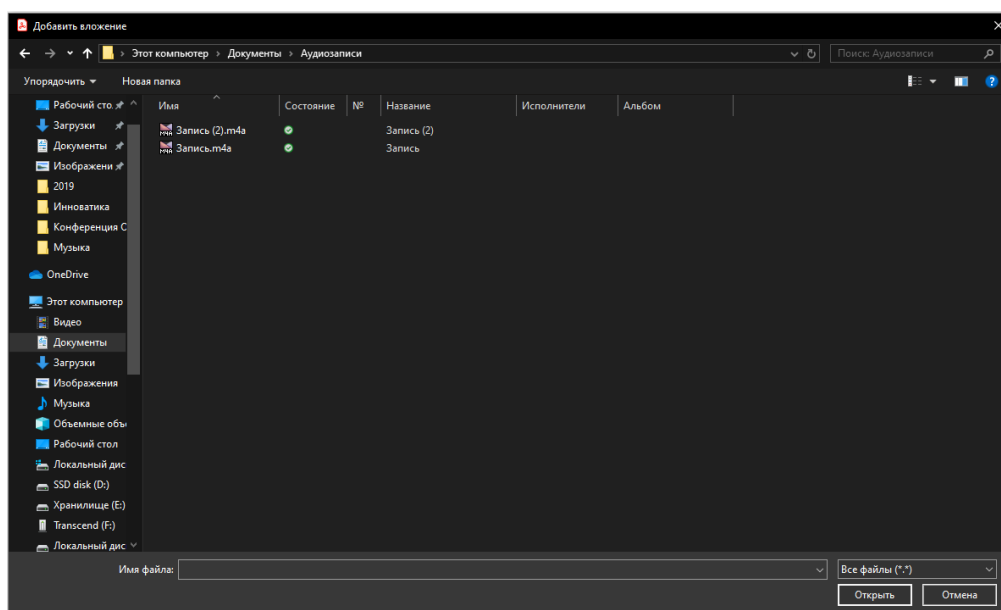 Добавить вложение
Этот компьютер › Документы › Аудиозаписи
Поиск: Аудиозаписи
Упорядочить
Новая папка
Имя Состояние № Название Исполнители Альбом
Запись (2).m4a Запись (2)
Запись.m4a Запись
Рабочий сто.
Загрузки
Документы
Изображени
2019
Инноватика
Конференция С
Музыка
OneDrive
Этот компьютер
Видео
Документы
Загрузки
Изображения
Музыка
Объемные объ
Рабочий стол
Локальный дис
SSD disk (D:)
Хранилище (E:)
Transcend (F:)
Локальный дис
Имя файла:
Все файлы (*.*)
Открыть Отмена